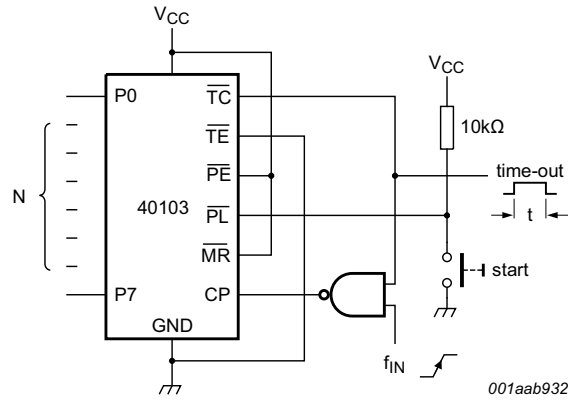 VCC
VCC
P0
TC
TE
10kΩ
PE
time-out
N
40103
PL
t
MR
start
P7
CP
GND
fIN
001aab932